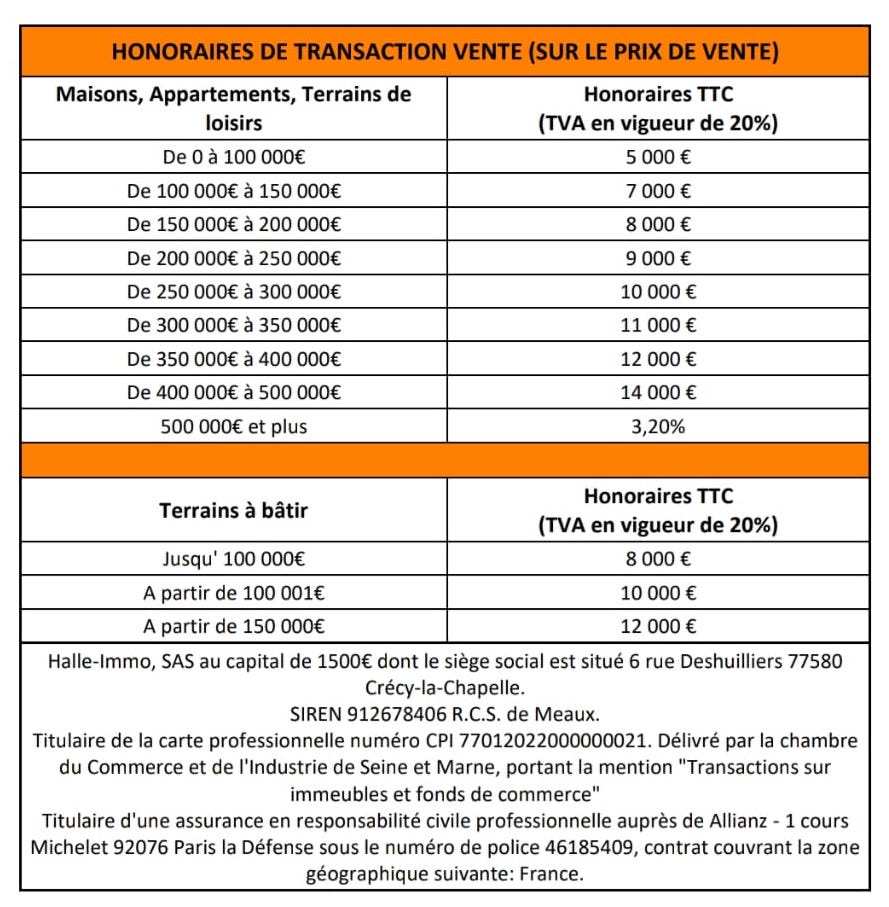 HONORAIRES DE TRANSACTION VENTE (SUR LE PRIX DE VENTE)
Maisons, Appartements, Terrains de
loisirs
Honoraires TTC
(TVA en vigueur de 20%)
De 0 à 100 000€
5 000 €
De 100 000€ à 150 000€
7 000 €
De 150 000€ à 200 000€
8 000 €
De 200 000€ à 250 000€
9 000 €
De 250 000€ à 300 000€
10 000 €
De 300 000€ à 350 000€
11 000 €
De 350 000€ à 400 000€
12 000 €
De 400 000€ à 500 000€
14 000 €
500 000€ et plus
3,20%
Terrains à bâtir
Honoraires TTC
(TVA en vigueur de 20%)
Jusqu' 100 000€
8 000 €
A partir de 100 001€
10 000 €
A partir de 150 000€
12 000 €
Halle-Immo, SAS au capital de 1500€ dont le siège social est situé 6 rue Deshuilliers 77580
Crécy-la-Chapelle.
SIREN 912678406 R.C.S. de Meaux.
Titulaire de la carte professionnelle numéro CPI 77012022000000021. Délivré par la chambre
du Commerce et de l'Industrie de Seine et Marne, portant la mention "Transactions sur
immeubles et fonds de commerce"
Titulaire d'une assurance en responsabilité civile professionnelle auprès de Allianz - 1 cours
Michelet 92076 Paris la Défense sous le numéro de police 46185409, contrat couvrant la zone
géographique suivante: France.